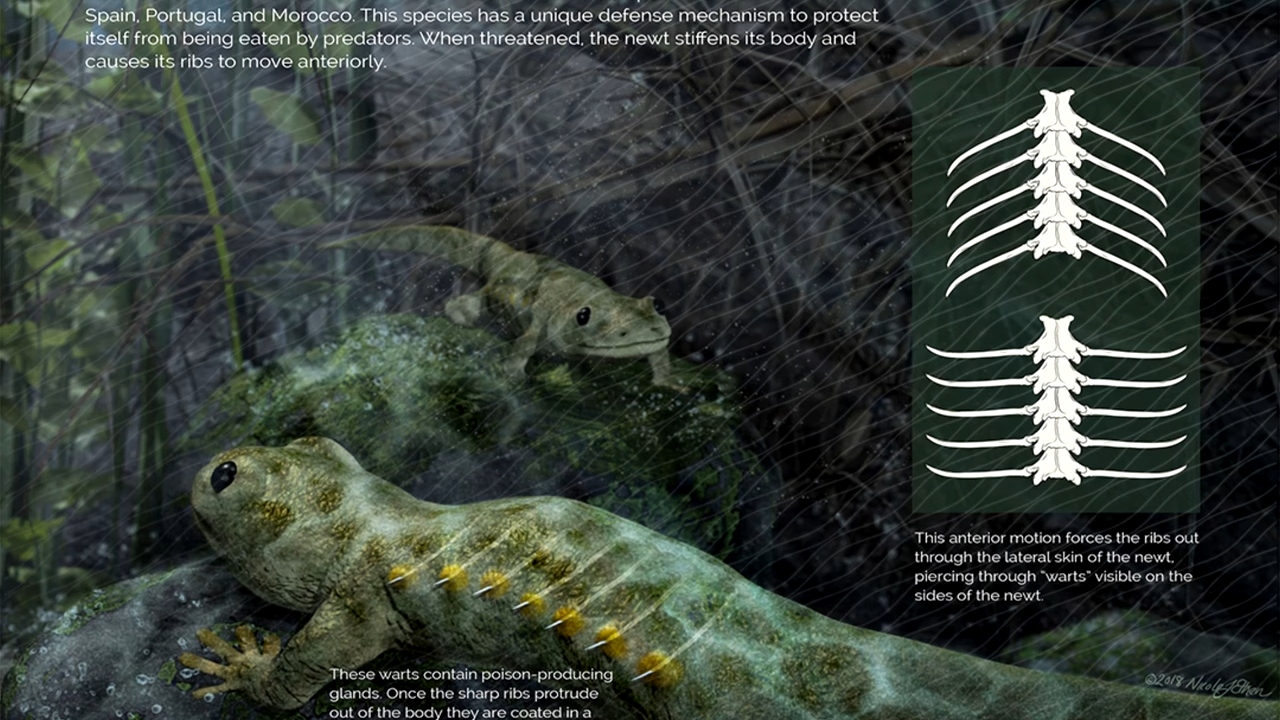 Spain, Portugal, and Morocco. This species has a unique defense mechanism to protect
itself from being eaten by predators. When threatened, the newt stiffens its body and
causes its ribs to move anteriorly.
This anterior motion forces the ribs out
through the lateral skin of the newt,
piercing through “warts” visible on the
sides of the newt.
These warts contain poison-producing
glands. Once the sharp ribs protrude
out of the body they are coated in a
©2018